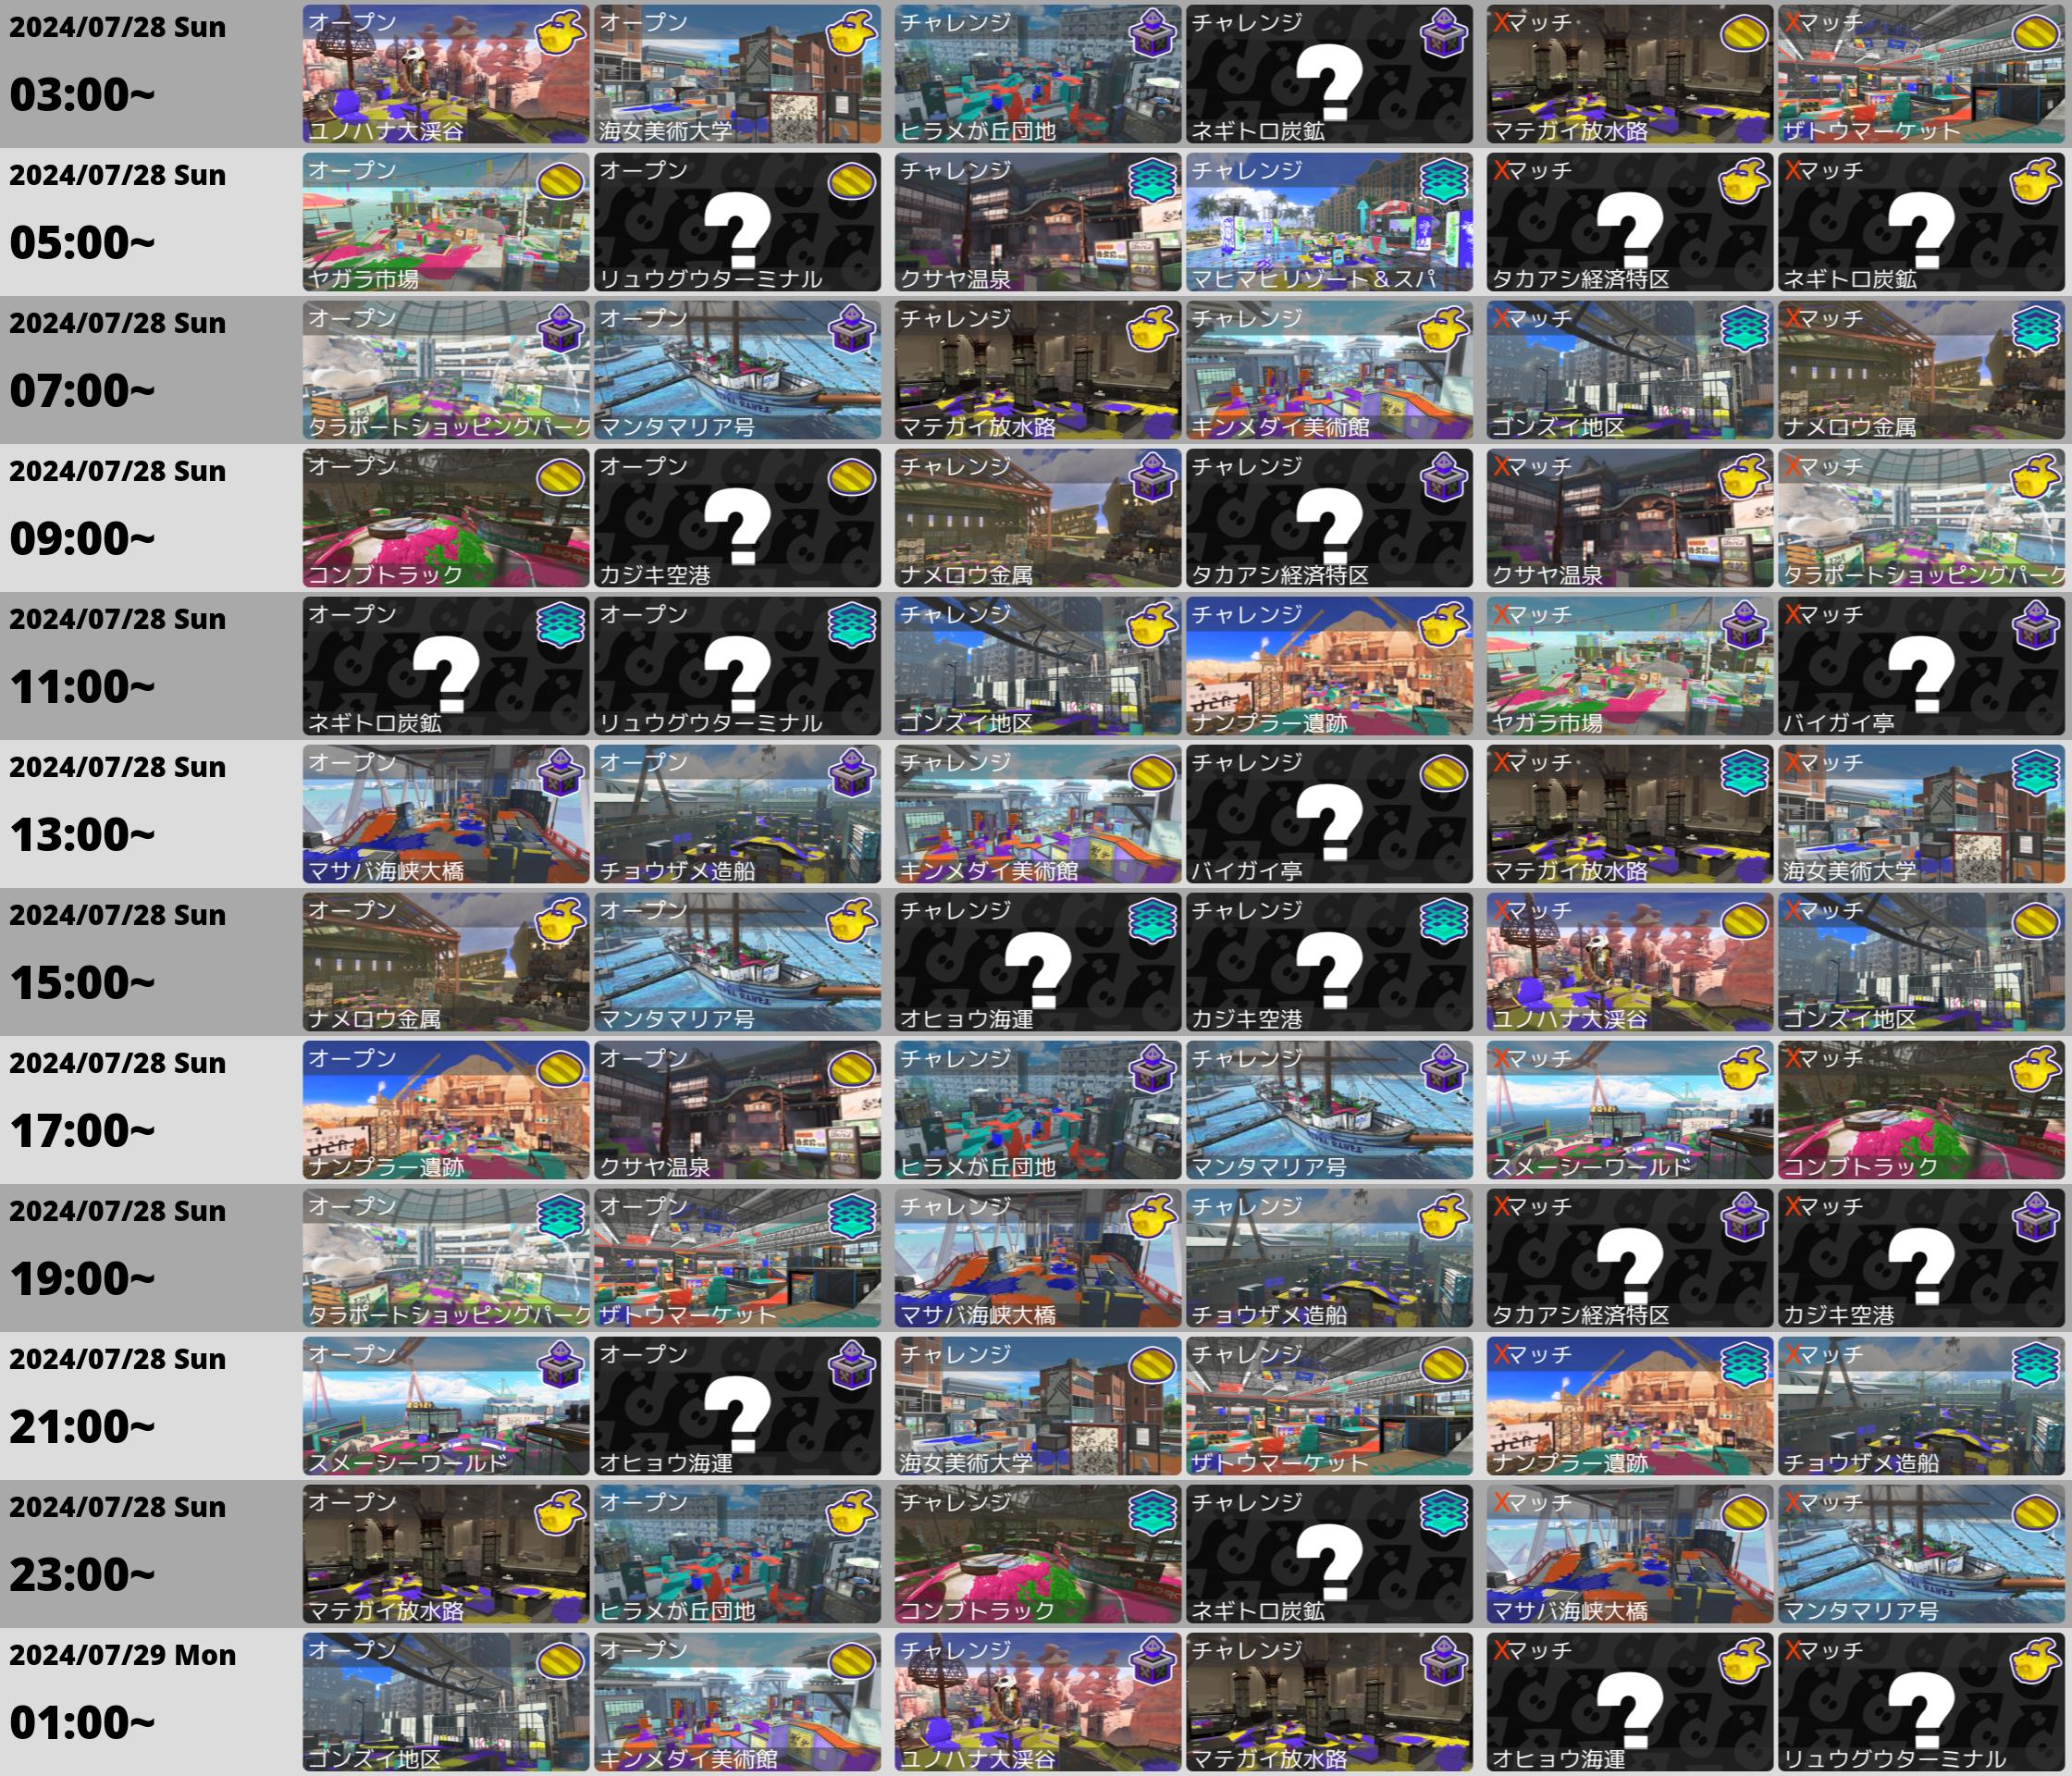 2024/07/28 Sun
03:00~
オープン
ユノハナ大渓谷
オープン
海女美術大学
チャレンジ
ヒラメが丘団地
チャレンジ
ネギトロ炭鉱
Xマッチ
マテガイ放水路
Xマッチ
ザトウマーケット
2024/07/28 Sun
05:00~
オープン
ヤガラ市場
オープン
リュウグウターミナル
チャレンジ
クサヤ温泉
チャレンジ
マヒマヒリゾート&スパ
Xマッチ
タカアシ経済特区
Xマッチ
ネギトロ炭鉱
2024/07/28 Sun
07:00~
オープン
タラポートショッピングパーク
オープン
マンタマリア号
チャレンジ
マテガイ放水路
チャレンジ
キンメダイ美術館
Xマッチ
ゴンズイ地区
Xマッチ
ナメロウ金属
2024/07/28 Sun
09:00~
オープン
コンブトラック
オープン
カジキ空港
チャレンジ
ナメロウ金属
チャレンジ
タカアシ経済特区
Xマッチ
クサヤ温泉
Xマッチ
タラポートショッピングパーク
2024/07/28 Sun
11:00~
オープン
ネギトロ炭鉱
オープン
リュウグウターミナル
チャレンジ
ゴンズイ地区
チャレンジ
ナンプラー遺跡
Xマッチ
ヤガラ市場
Xマッチ
バイガイ亭
2024/07/28 Sun
13:00~
オープン
マサバ海峡大橋
オープン
チョウザメ造船
チャレンジ
キンメダイ美術館
チャレンジ
バイガイ亭
Xマッチ
マテガイ放水路
Xマッチ
海女美術大学
2024/07/28 Sun
15:00~
オープン
ナメロウ金属
オープン
マンタマリア号
チャレンジ
オヒョウ海運
チャレンジ
カジキ空港
Xマッチ
ユノハナ大渓谷
Xマッチ
ゴンズイ地区
2024/07/28 Sun
17:00~
オープン
ナンプラー遺跡
オープン
クサヤ温泉
チャレンジ
ヒラメが丘団地
チャレンジ
マンタマリア号
Xマッチ
スメーシーワールド
Xマッチ
コンブトラック
2024/07/28 Sun
19:00~
オープン
タラポートショッピングパーク
オープン
ザトウマーケット
チャレンジ
マサバ海峡大橋
チャレンジ
チョウザメ造船
Xマッチ
タカアシ経済特区
Xマッチ
カジキ空港
2024/07/28 Sun
21:00~
オープン
スメーシーワールド
オープン
オヒョウ海運
チャレンジ
海女美術大学
チャレンジ
ザトウマーケット
Xマッチ
ナンプラー遺跡
Xマッチ
チョウザメ造船
2024/07/28 Sun
23:00~
オープン
マテガイ放水路
オープン
ヒラメが丘団地
チャレンジ
コンブトラック
チャレンジ
ネギトロ炭鉱
Xマッチ
マサバ海峡大橋
Xマッチ
マンタマリア号
2024/07/29 Mon
01:00~
オープン
ゴンズイ地区
オープン
キンメダイ美術館
チャレンジ
ユノハナ大渓谷
チャレンジ
マテガイ放水路
Xマッチ
オヒョウ海運
Xマッチ
リュウグウターミナル